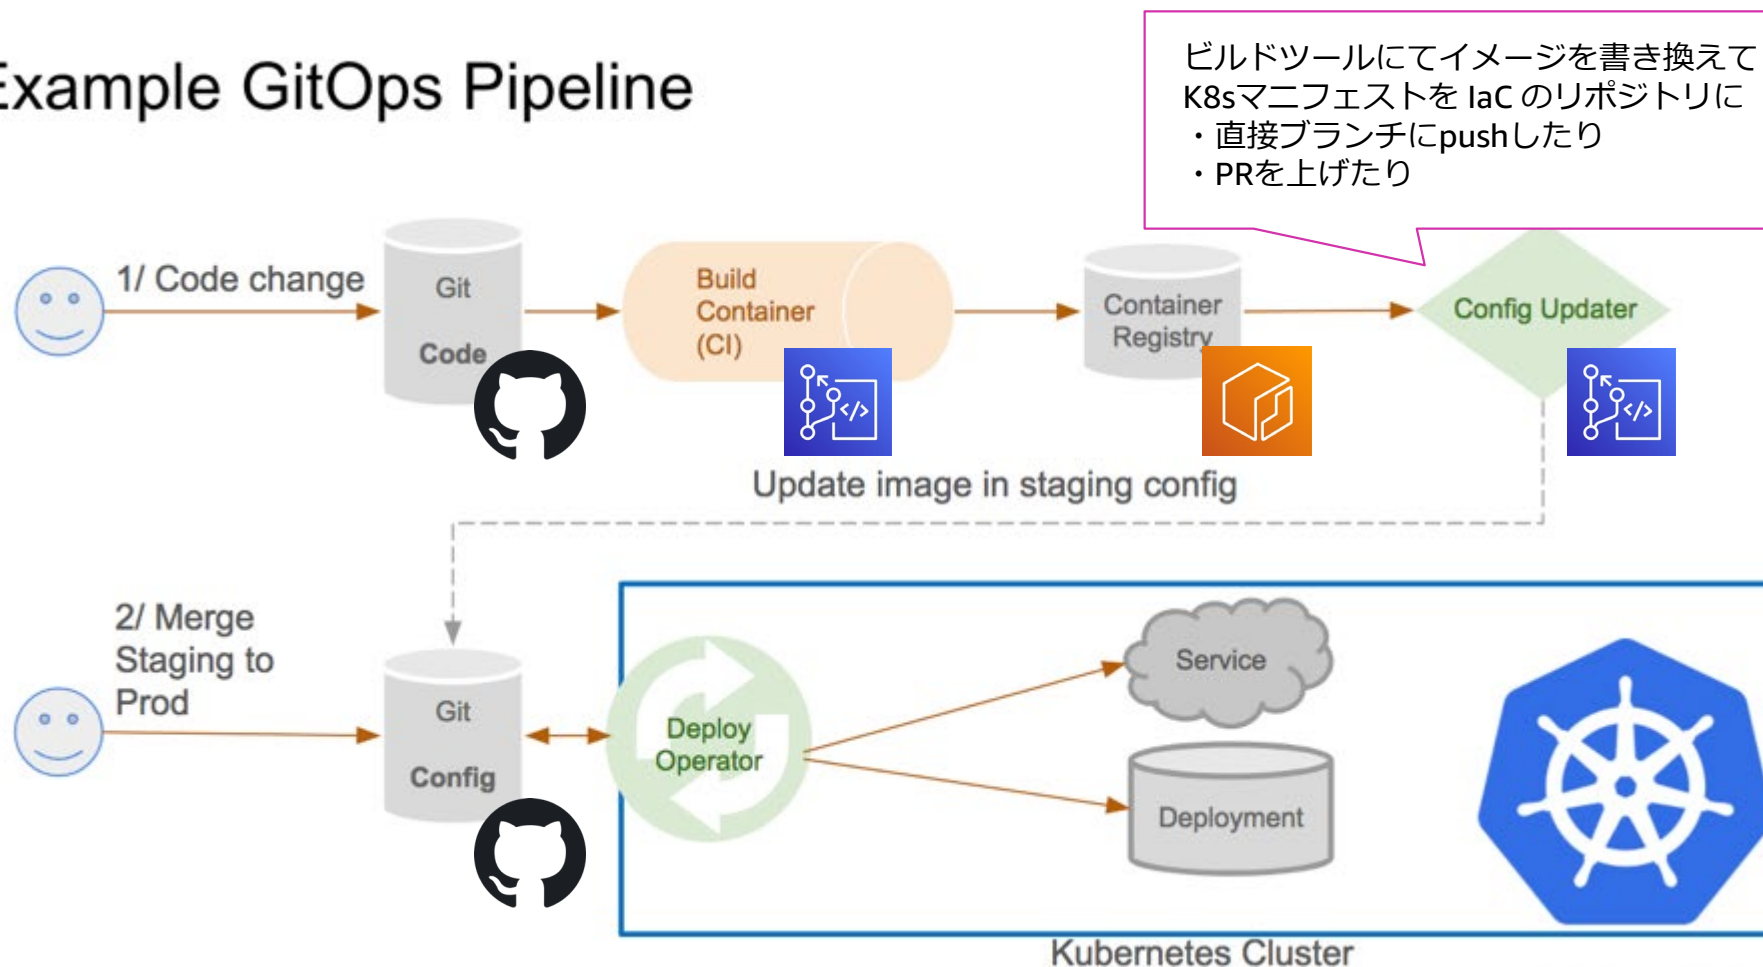 Example GitOps Pipeline
ビルドツールにてイメージを書き換えて
K8sマニフェストを IaC のリポジトリに
・直接ブランチにpushしたり
・PRを上げたり
1/ Code change
Git
Code
Build
Container
(CI)
</>
Container
Registry
Config Updater
</>
Update image in staging config
2/ Merge
Staging to
Prod
Git
Config
Deploy
Operator
Service
Deployment
Kubernetes Cluster